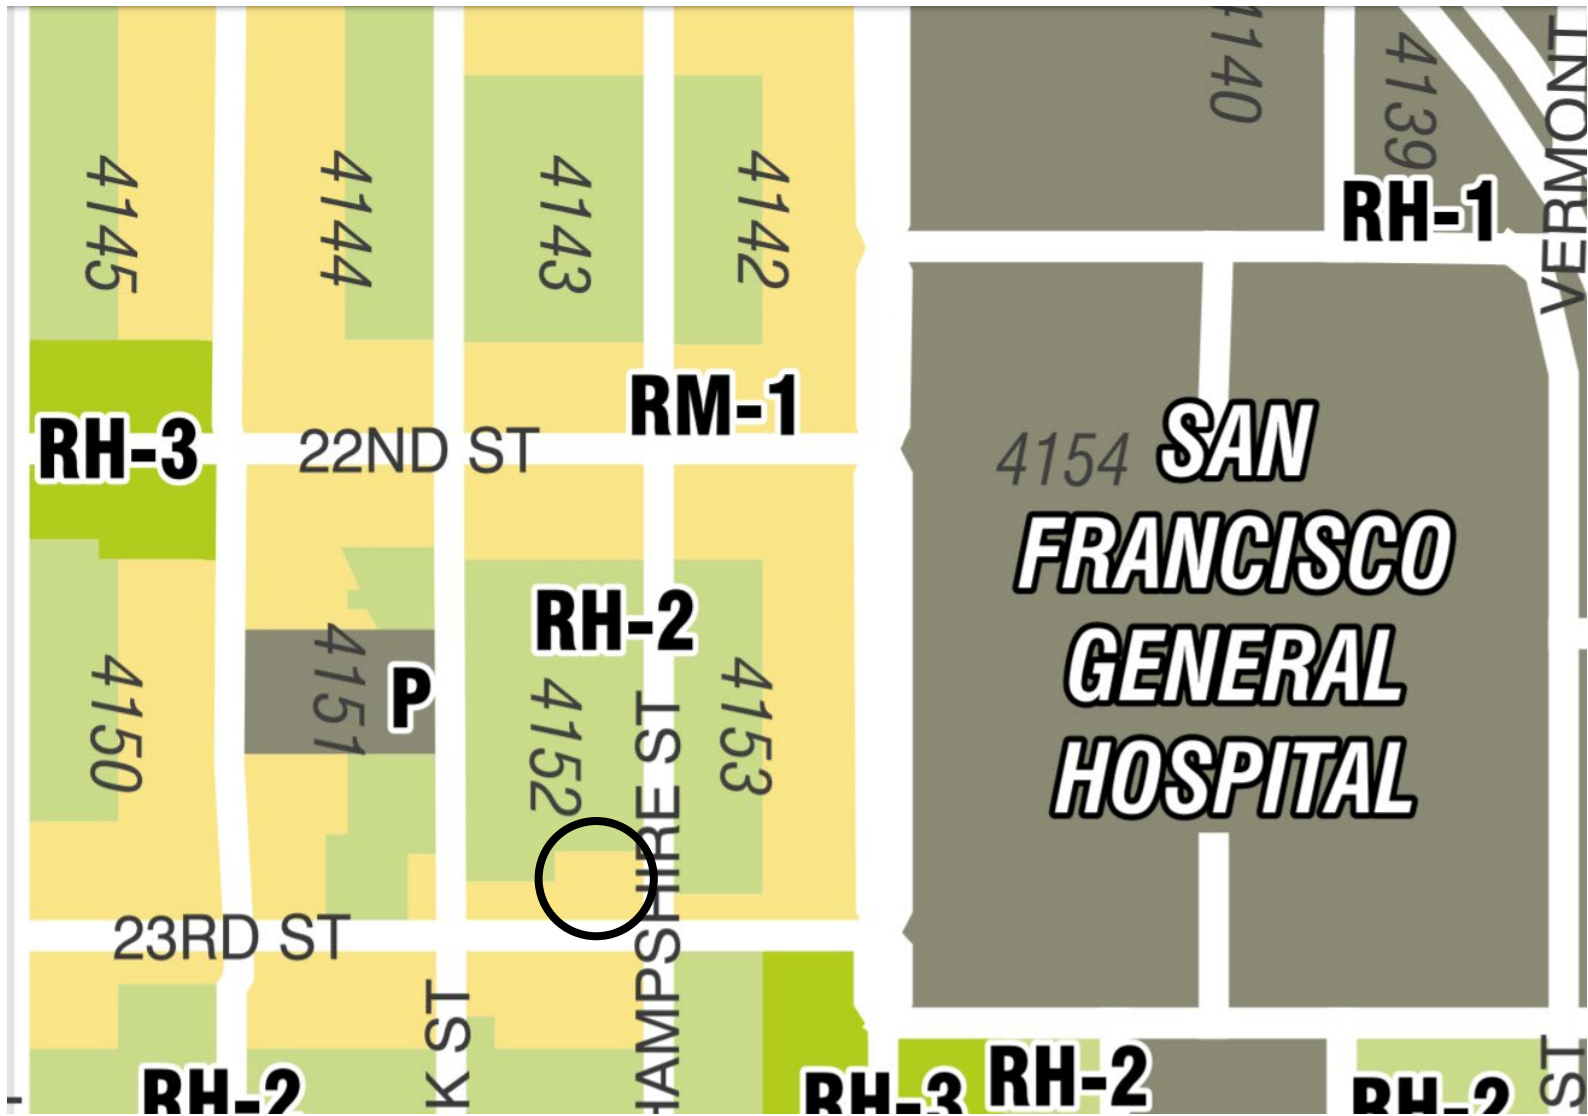 4140
4139
VERMONT
4145
4144
4143
4142
RH-1
RM-1
RH-3
22ND ST
4154
SAN
FRANCISCO
GENERAL
HOSPITAL
RH-2
4150
4151
P
4152
HAMPSHIRE ST
4153
23RD ST
K ST
RH-2
RH-3
RH-2
RH-2
ST